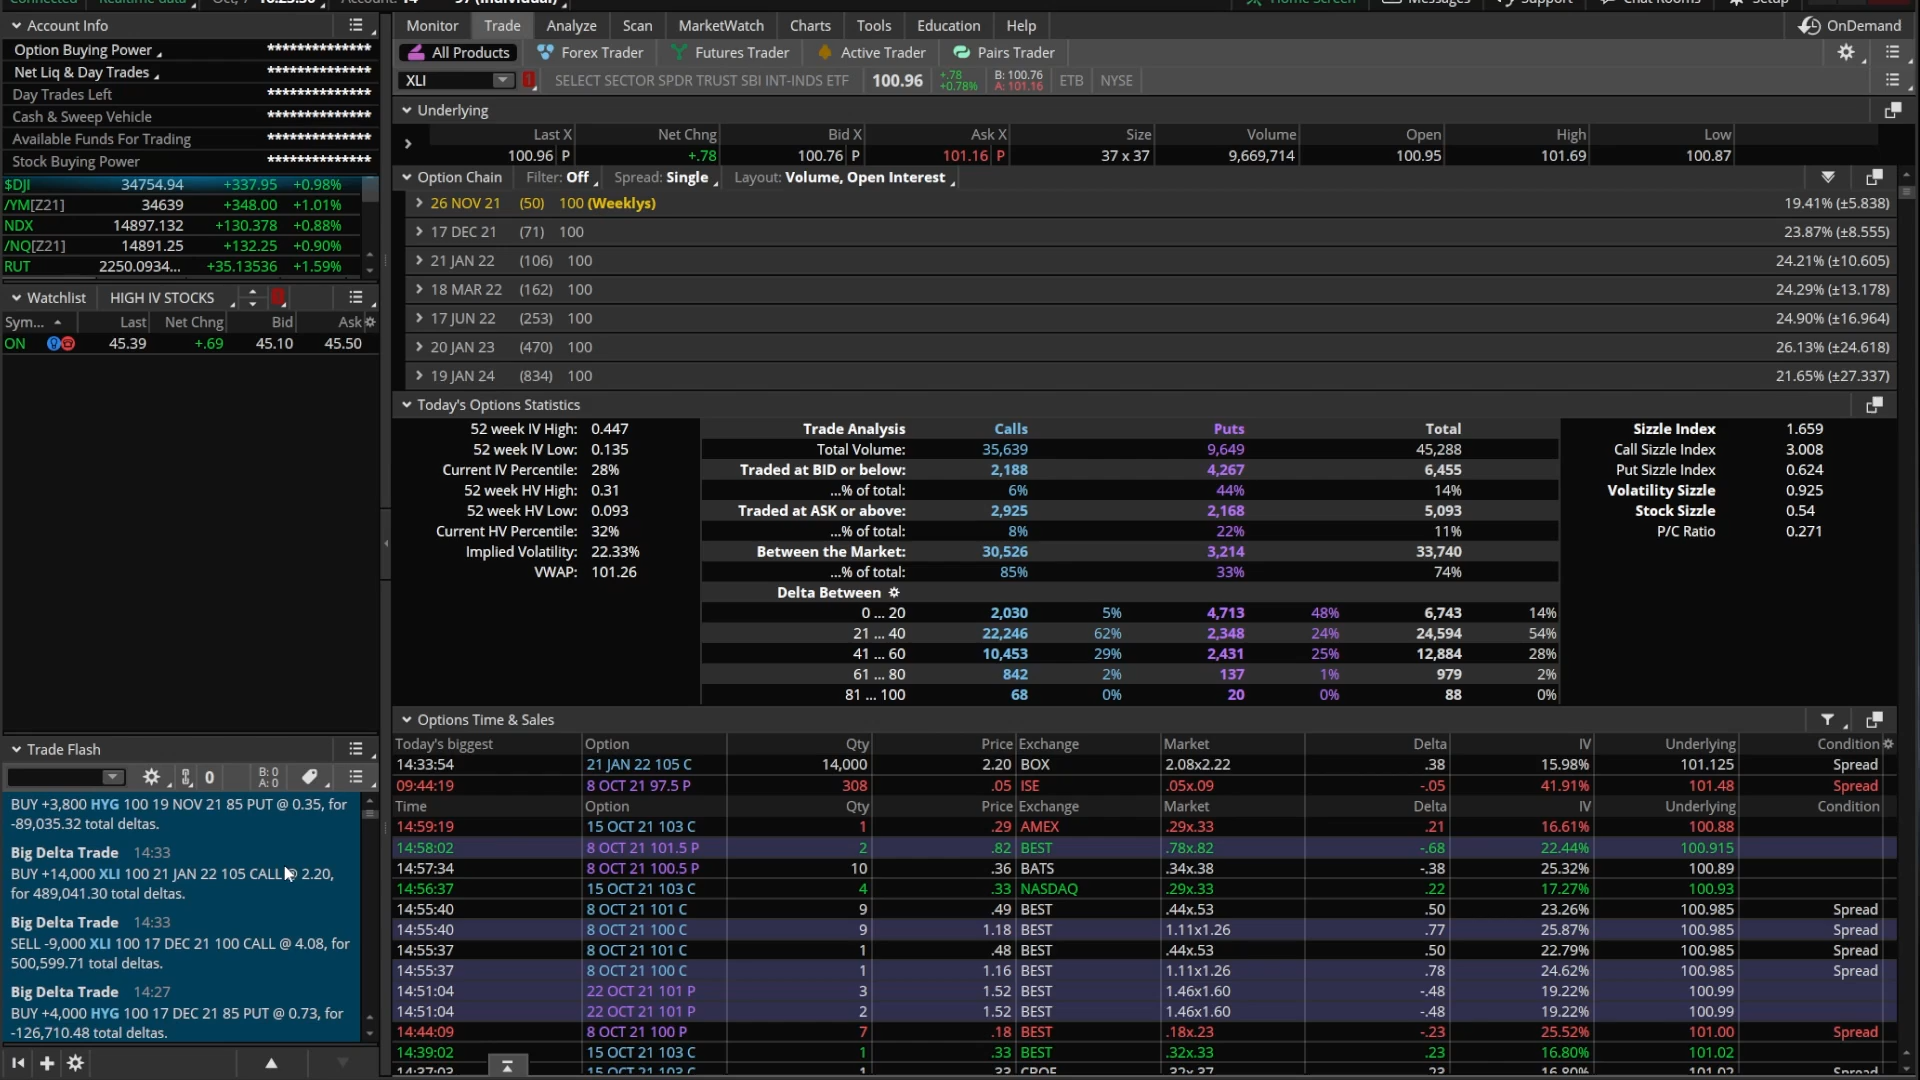 Account Info
Option Buying Power **************
Net Liq & Day Trades **************
Day Trades Left **************
Cash & Sweep Vehicle **************
Available Funds For Trading **************
Stock Buying Power **************
$DJI 34754.94 +337.95 +0.98%
/YM[Z21] 34639 +348.00 +1.01%
NDX 14897.132 +130.378 +0.88%
/NQ[Z21] 14891.25 +132.25 +0.90%
RUT 2250.0934... +35.13536 +1.59%
Watchlist HIGH IV STOCKS
Sym... Last Net Chng Bid Ask
ON 45.39 +.69 45.10 45.50
Trade Flash
0 B: 0
A: 0
BUY +3,800 HYG 100 19 NOV 21 85 PUT @ 0.35, for
-89,035.32 total deltas.
Big Delta Trade 14:33
BUY +14,000 XLI 100 21 JAN 22 105 CALL @ 2.20,
for 489,041.30 total deltas.
Big Delta Trade 14:33
SELL -9,000 XLI 100 17 DEC 21 100 CALL @ 4.08, for
500,599.71 total deltas.
Big Delta Trade 14:27
BUY +4,000 HYG 100 17 DEC 21 85 PUT @ 0.73, for
-126,710.48 total deltas.
Monitor Trade Analyze Scan MarketWatch Charts Tools Education Help OnDemand
All Products Forex Trader Futures Trader Active Trader Pairs Trader
XLI SELECT SECTOR SPDR TRUST SBI INT-INDS ETF 100.96 +.78 B: 100.76 ETB NYSE
+0.78% A: 101.16
Underlying
Last X Net Chng Bid X Ask X Size Volume Open High Low
100.96 P +.78 100.76 P 101.16 P 37 x 37 9,669,714 100.95 101.69 100.87
Option Chain Filter: Off Spread: Single Layout: Volume, Open Interest
26 NOV 21 (50) 100 (Weeklys) 19.41% (±5.838)
17 DEC 21 (71) 100 23.87% (±8.555)
21 JAN 22 (106) 100 24.21% (±10.605)
18 MAR 22 (162) 100 24.29% (±13.178)
17 JUN 22 (253) 100 24.90% (±16.964)
20 JAN 23 (470) 100 26.13% (±24.618)
19 JAN 24 (834) 100 21.65% (±27.337)
Today's Options Statistics
52 week IV High: 0.447 Trade Analysis Calls Puts Total Sizzle Index 1.659
52 week IV Low: 0.135 Total Volume: 35,639 9,649 45,288 Call Sizzle Index 3.008
Current IV Percentile: 28% Traded at BID or below: 2,188 4,267 6,455 Put Sizzle Index 0.624
52 week HV High: 0.31 ...% of total: 6% 44% 14% Volatility Sizzle 0.925
52 week HV Low: 0.093 Traded at ASK or above: 2,925 2,168 5,093 Stock Sizzle 0.54
Current HV Percentile: 32% ...% of total: 8% 22% 11% P/C Ratio 0.271
Implied Volatility: 22.33% Between the Market: 30,526 3,214 33,740
VWAP: 101.26 ...% of total: 85% 33% 74%
Delta Between
0 ... 20 2,030 5% 4,713 48% 6,743 14%
21 ... 40 22,246 62% 2,348 24% 24,594 54%
41 ... 60 10,453 29% 2,431 25% 12,884 28%
61 ... 80 842 2% 137 1% 979 2%
81 ... 100 68 0% 20 0% 88 0%
Options Time & Sales
Today's biggest Option Qty Price Exchange Market Delta IV Underlying Condition
14:33:54 21 JAN 22 105 C 14,000 2.20 BOX 2.08x2.22 .38 15.98% 101.125 Spread
09:44:19 8 OCT 21 97.5 P 308 .05 ISE .05x.09 -.05 41.91% 101.48 Spread
Time Option Qty Price Exchange Market Delta IV Underlying Condition
14:59:19 15 OCT 21 103 C 1 .29 AMEX .29x.33 .21 16.61% 100.88
14:58:02 8 OCT 21 101.5 P 2 .82 BEST .78x.82 -.68 22.44% 100.915
14:57:34 8 OCT 21 100.5 P 10 .36 BATS .34x.38 -.38 25.32% 100.89
14:56:37 15 OCT 21 103 C 4 .33 NASDAQ .29x.33 .22 17.27% 100.93
14:55:40 8 OCT 21 101 C 9 .49 BEST .44x.53 .50 23.26% 100.985 Spread
14:55:40 8 OCT 21 100 C 9 1.18 BEST 1.11x1.26 .77 25.87% 100.985 Spread
14:55:37 8 OCT 21 101 C 1 .48 BEST .44x.53 .50 22.79% 100.985 Spread
14:55:37 8 OCT 21 100 C 1 1.16 BEST 1.11x1.26 .78 24.62% 100.985 Spread
14:51:04 22 OCT 21 101 P 3 1.52 BEST 1.46x1.60 -.48 19.22% 100.99
14:51:04 22 OCT 21 101 P 2 1.52 BEST 1.46x1.60 -.48 19.22% 100.99
14:44:09 8 OCT 21 100 P 7 .18 BEST .18x.23 -.23 25.52% 101.00 Spread
14:39:02 15 OCT 21 103 C 1 .33 BEST .32x.33 .23 16.80% 101.02